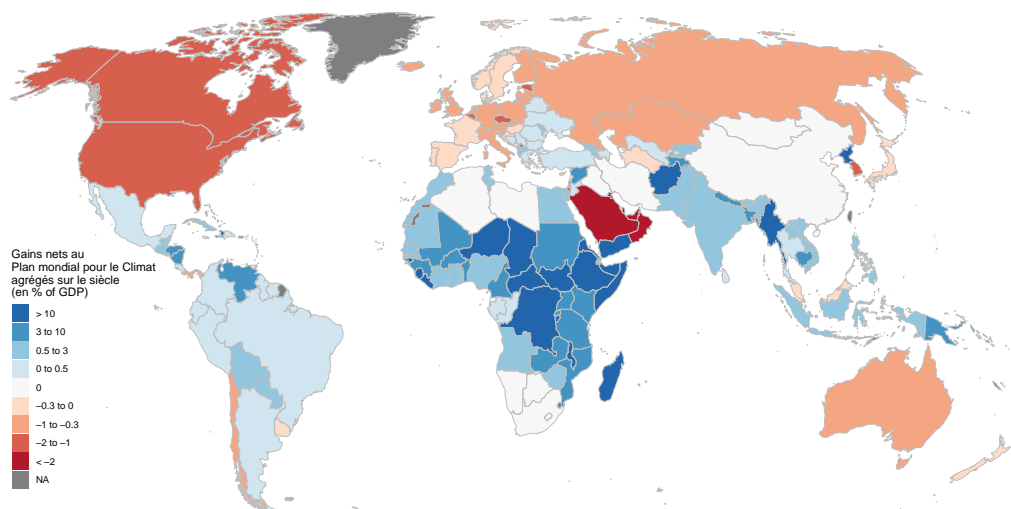 Gains nets au
Plan mondial pour le Climat
agrégés sur le siècle
(en % of GDP)
> 10
3 to 10
0.5 to 3
0 to 0.5
0
–0.3 to 0
–1 to –0.3
–2 to –1
< –2
NA